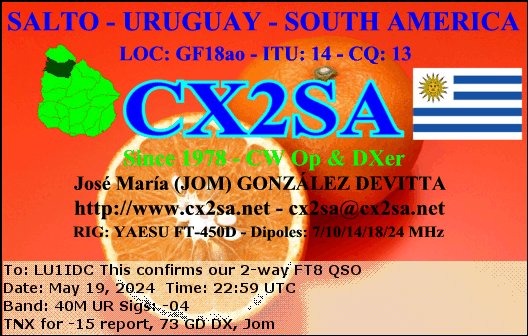 SALTO - URUGUAY - SOUTH AMERICA
LOC: GF18ao - ITU: 14 - CQ: 13
CX2SA
Since 1978 - CW Op & DXer
José María (JOM) GONZÁLEZ DEVITTA
http://www.cx2sa.net - cx2sa@cx2sa.net
RIG: YAESU FT-450D - Dipoles: 7/10/14/18/24 MHz
To: LU1IDC This confirms our 2-way FT8 QSO
Date: May 19, 2024 Time: 22:59 UTC
Band: 40M UR Sigs: -04
TNX for -15 report, 73 GD DX, Jom